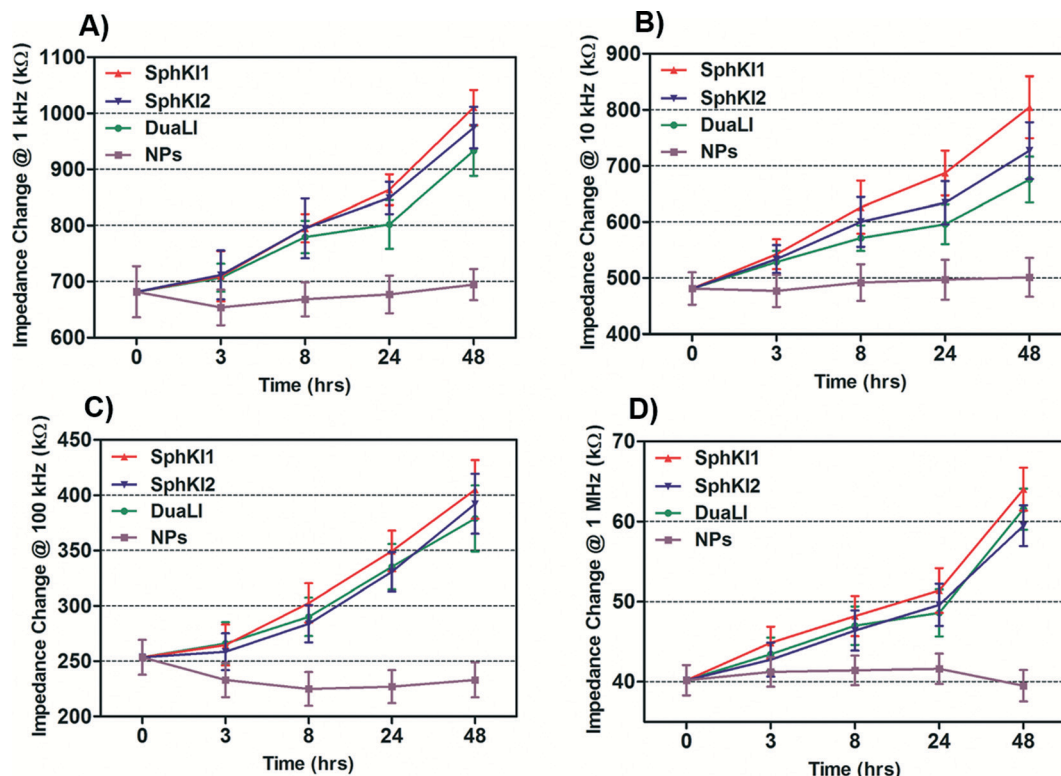 A)
Impedance Change @ 1 kHz (kΩ)
1100
1000
900
800
700
600
SphKI1
SphKI2
DuaLI
NPs
0 3 8 24 48
Time (hrs)
B)
Impedance Change @ 10 kHz (kΩ)
900
800
700
600
500
400
SphKI1
SphKI2
DuaLI
NPs
0 3 8 24 48
Time (hrs)
C)
Impedance Change @ 100 kHz (kΩ)
450
400
350
300
250
200
SphKI1
SphKI2
DuaLI
NPs
0 3 8 24 48
Time (hrs)
D)
Impedance Change @ 1 MHz (kΩ)
70
60
50
40
SphKI1
SphKI2
DuaLI
NPs
0 3 8 24 48
Time (hrs)